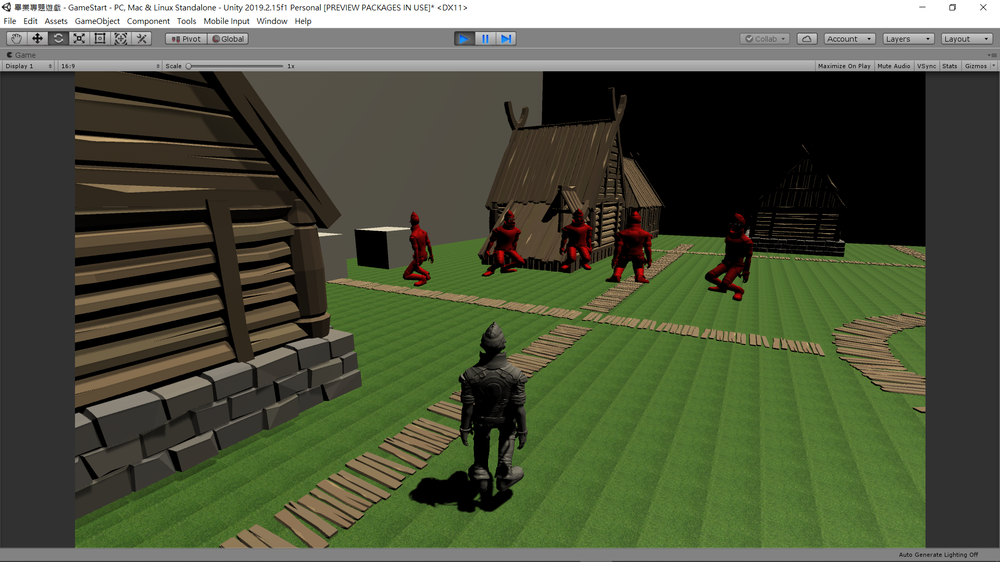 畢業專題遊戲 - GameStart - PC, Mac & Linux Standalone - Unity 2019.2.15f1 Personal [PREVIEW PACKAGES IN USE]* <DX11>
File Edit Assets GameObject Component Tools Mobile Input Window Help
Pivot Global Collab Account Layers Layout
Game
Display 1 16:9 Scale 1x Maximize On Play Mute Audio VSync Stats Gizmos
Auto Generate Lighting Off